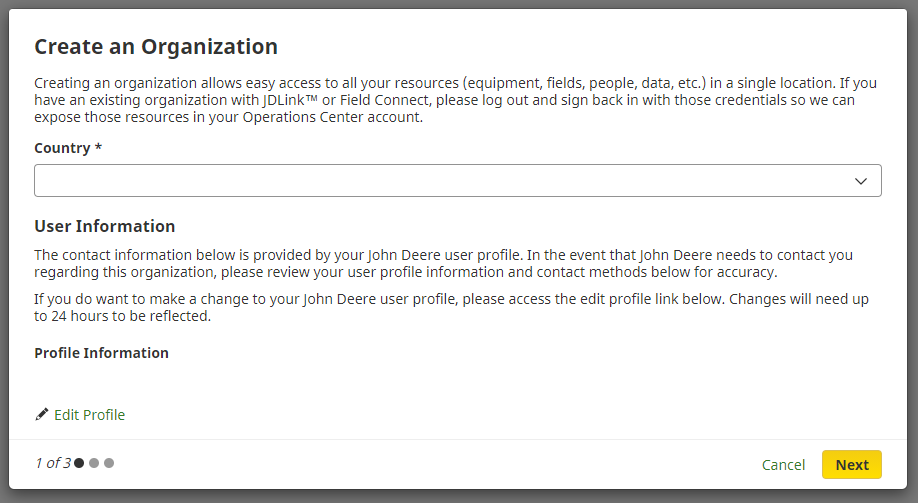 Create an Organization
Creating an organization allows easy access to all your resources (equipment, fields, people, data, etc.) in a single location. If you
have an existing organization with JDLink™ or Field Connect, please log out and sign back in with those credentials so we can
expose those resources in your Operations Center account.
Country *
User Information
The contact information below is provided by your John Deere user profile. In the event that John Deere needs to contact you
regarding this organization, please review your user profile information and contact methods below for accuracy.
If you do want to make a change to your John Deere user profile, please access the edit profile link below. Changes will need up
to 24 hours to be reflected.
Profile Information
Edit Profile
1 of 3
Cancel
Next